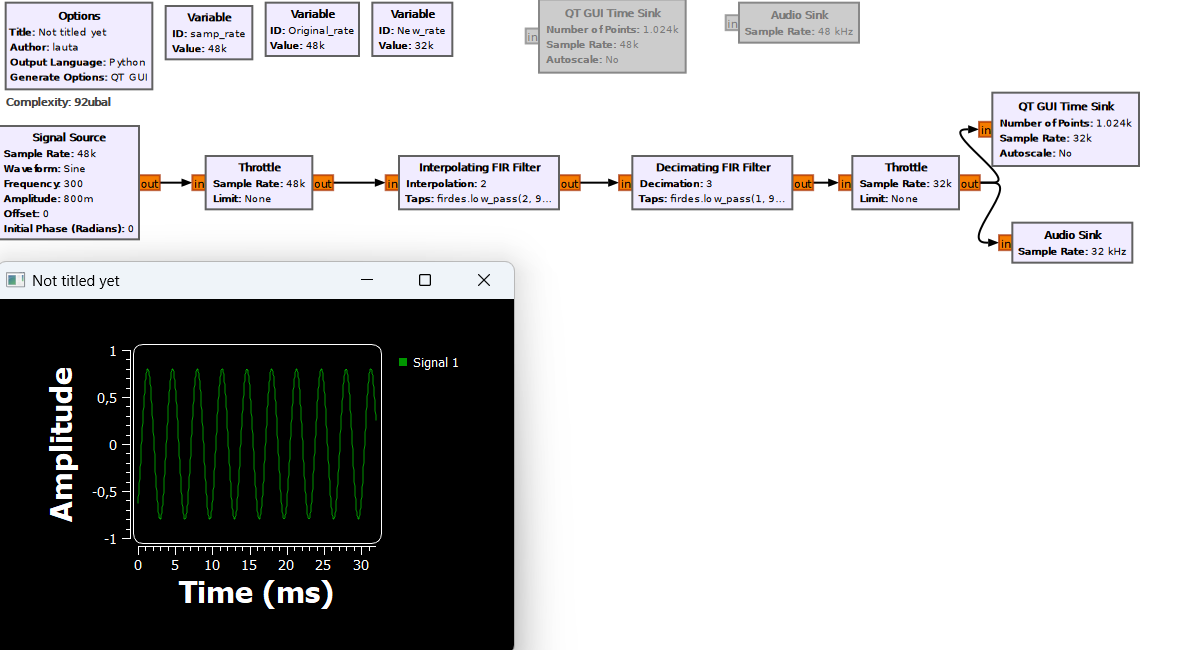 Options
Title: Not titled yet
Author: lauta
Output Language: Python
Generate Options: QT GUI
Variable
ID: samp_rate
Value: 48k
Variable
ID: Original_rate
Value: 48k
Variable
ID: New_rate
Value: 32k
QT GUI Time Sink
Number of Points: 1.024k
Sample Rate: 48k
Autoscale: No
in
Audio Sink
Sample Rate: 48 kHz
in
Complexity: 92ubal
Signal Source
Sample Rate: 48k
Waveform: Sine
Frequency: 300
Amplitude: 800m
Offset: 0
Initial Phase (Radians): 0
out
in
Throttle
Sample Rate: 48k
Limit: None
out
in
Interpolating FIR Filter
Interpolation: 2
Taps: firdes.low_pass(2, 9...
out
in
Decimating FIR Filter
Decimation: 3
Taps: firdes.low_pass(1, 9...
out
in
Throttle
Sample Rate: 32k
Limit: None
out
in
QT GUI Time Sink
Number of Points: 1.024k
Sample Rate: 32k
Autoscale: No
in
Audio Sink
Sample Rate: 32 kHz
Not titled yet
Amplitude
1
0,5
0
-0,5
-1
Signal 1
0 5 10 15 20 25 30
Time (ms)